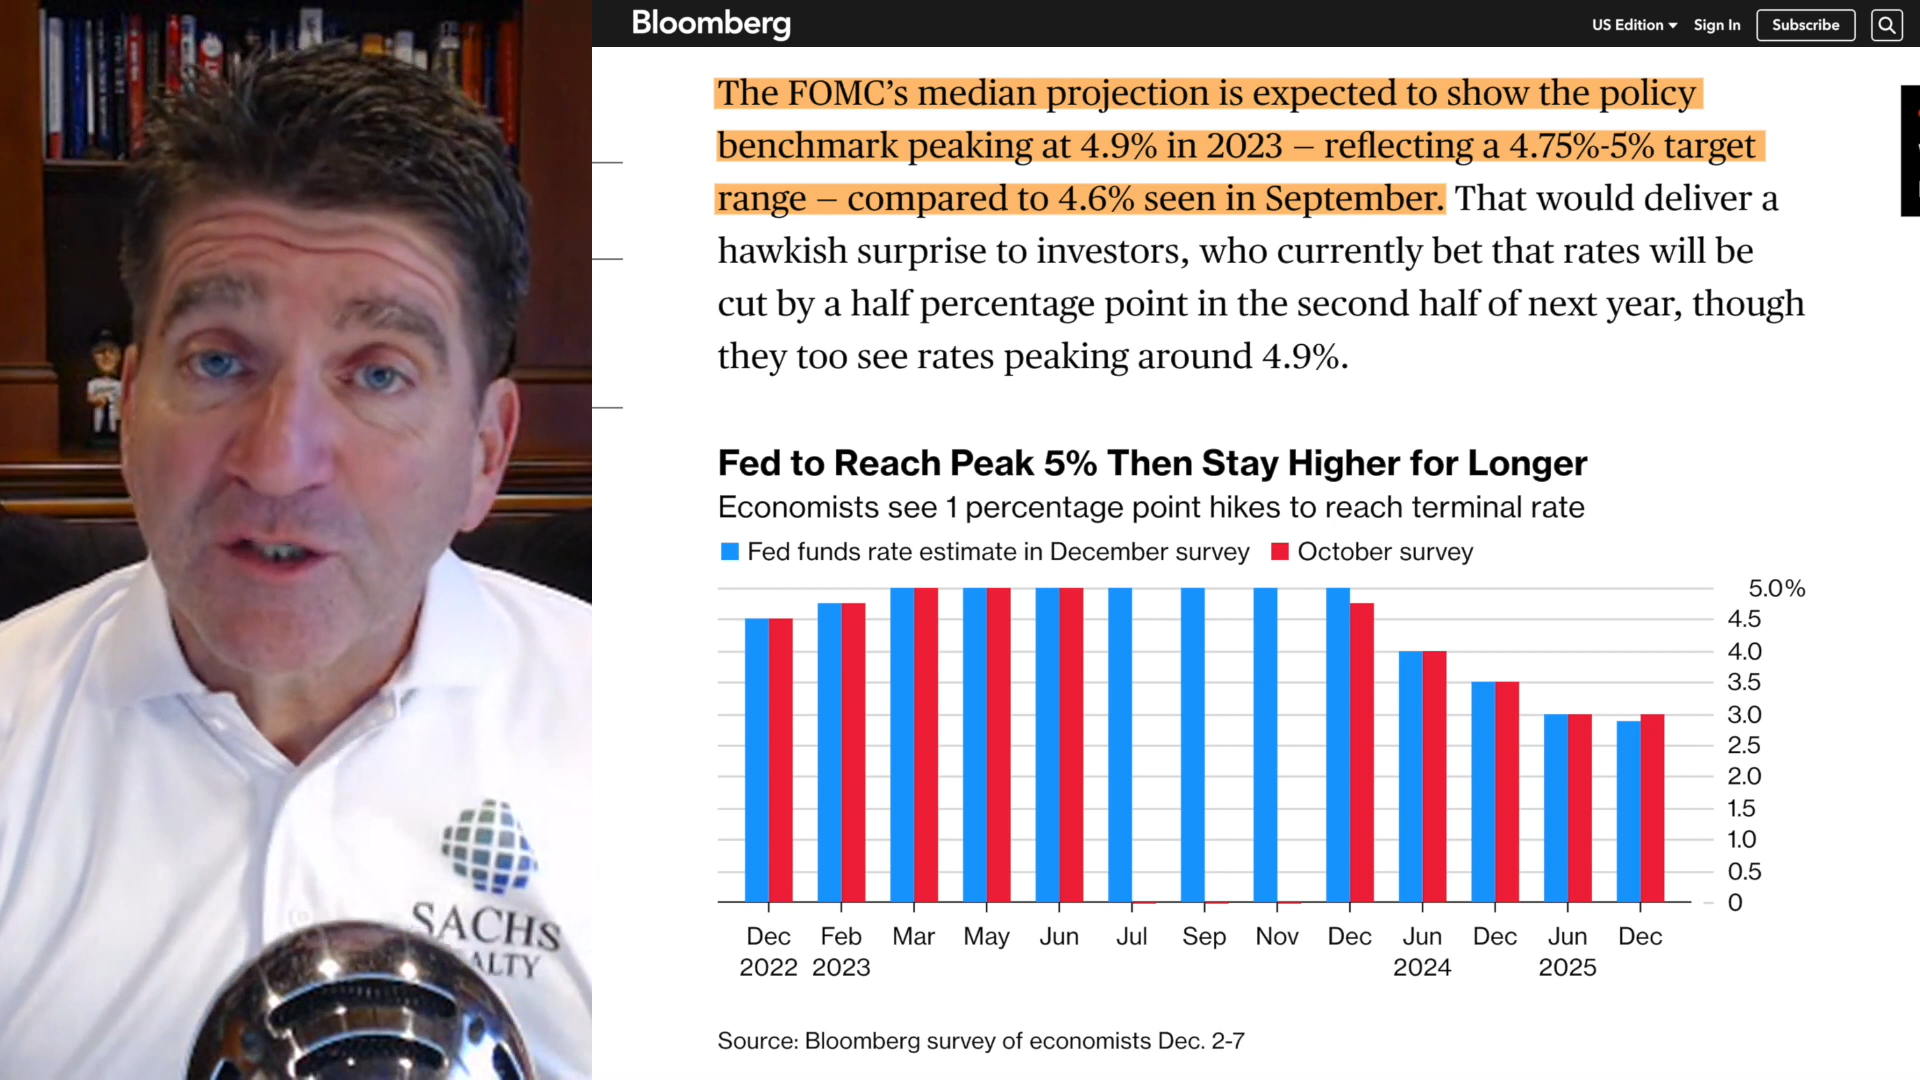 Bloomberg
US Edition
Sign In
Subscribe
The FOMC’s median projection is expected to show the policy
benchmark peaking at 4.9% in 2023 – reflecting a 4.75%-5% target
range – compared to 4.6% seen in September. That would deliver a
hawkish surprise to investors, who currently bet that rates will be
cut by a half percentage point in the second half of next year, though
they too see rates peaking around 4.9%.
Fed to Reach Peak 5% Then Stay Higher for Longer
Economists see 1 percentage point hikes to reach terminal rate
Fed funds rate estimate in December survey
October survey
5.0%
4.5
4.0
3.5
3.0
2.5
2.0
1.5
1.0
0.5
0
Dec Feb Mar May Jun Jul Sep Nov Dec Jun Dec Jun Dec
2022 2023 2024 2025
Source: Bloomberg survey of economists Dec. 2-7
SACHS
ALTY